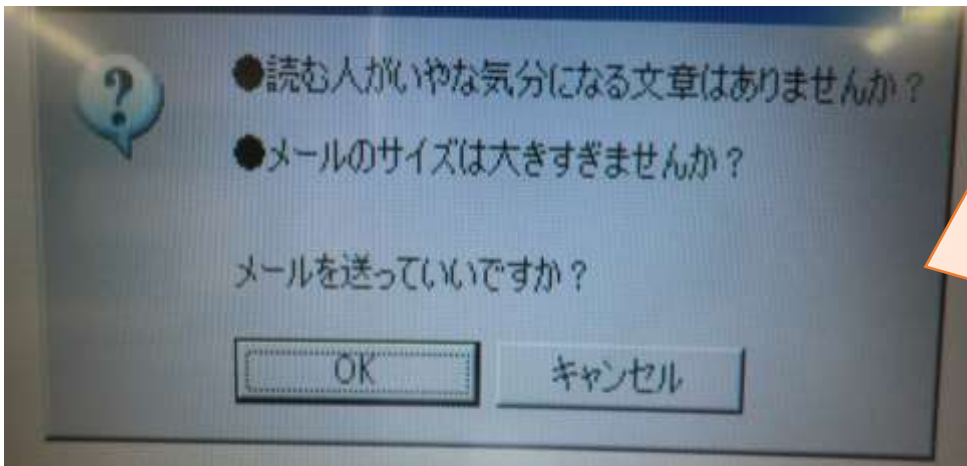 ●読む人がいやな気分になる文章はありませんか？
●メールのサイズは大きすぎませんか？
メールを送っていいですか？
OK
キャンセル